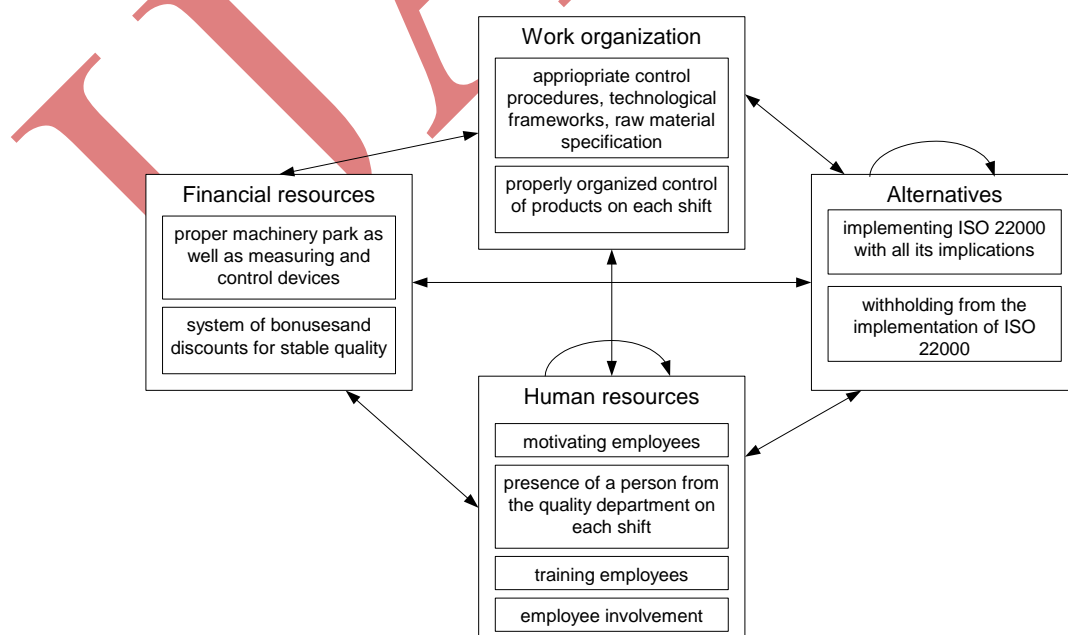 Work organization
appriopriate control
procedures, technological
frameworks, raw material
specification
properly organized control
of products on each shift
Financial resources
proper machinery park as
well as measuring and
control devices
system of bonusesand
discounts for stable quality
Alternatives
implementing ISO 22000
with all its implications
withholding from the
implementation of ISO
22000
Human resources
motivating employees
presence of a person from
the quality department on
each shift
training employees
employee involvement